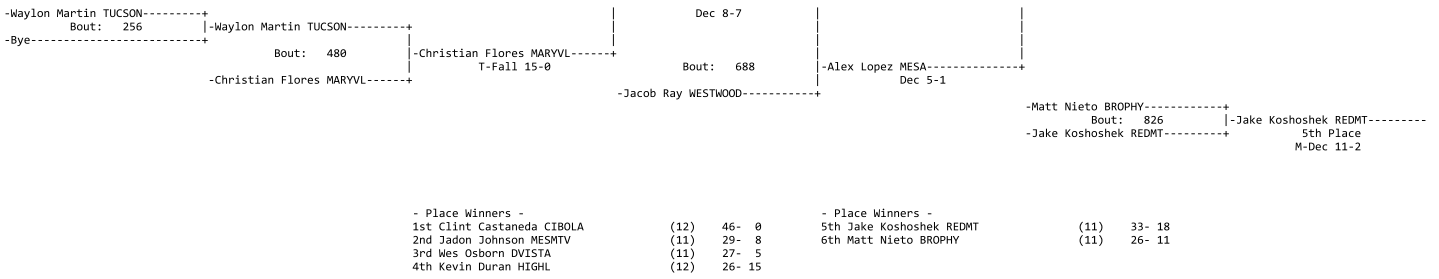 -Waylon Martin TUCSON---------+ | Dec 8-7 | |
Bout: 256 |-Waylon Martin TUCSON---------+ | | |
-Bye--------------------------+ | | | |
Bout: 480 |-Christian Flores MARYVL------+ | |
| T-Fall 15-0 Bout: 688 |-Alex Lopez MESA--------------+
-Christian Flores MARYVL------+ | Dec 5-1
-Jacob Ray WESTWOOD-----------+
-Matt Nieto BROPHY------------+
Bout: 826 |-Jake Koshoshek REDMT---------
-Jake Koshoshek REDMT---------+ 5th Place
M-Dec 11-2
- Place Winners - - Place Winners -
1st Clint Castaneda CIBOLA (12) 46- 0 5th Jake Koshoshek REDMT (11) 33- 18
2nd Jadon Johnson MESMTV (11) 29- 8 6th Matt Nieto BROPHY (11) 26- 11
3rd Wes Osborn DVISTA (11) 27- 5
4th Kevin Duran HIGHL (12) 26- 15